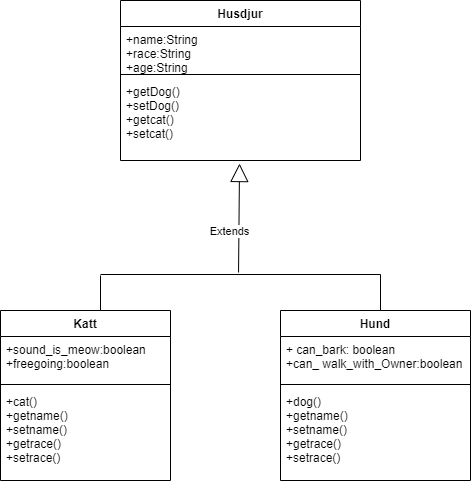 Husdjur
+name:String
+race:String
+age:String
+getDog()
+setDog()
+getcat()
+setcat()
Extends
Katt
+sound_is_meow:boolean
+freegoing:boolean
+cat()
+getname()
+setname()
+getrace()
+setrace()
Hund
+ can_bark: boolean
+can_ walk_with_Owner:boolean
+dog()
+getname()
+setname()
+getrace()
+setrace()